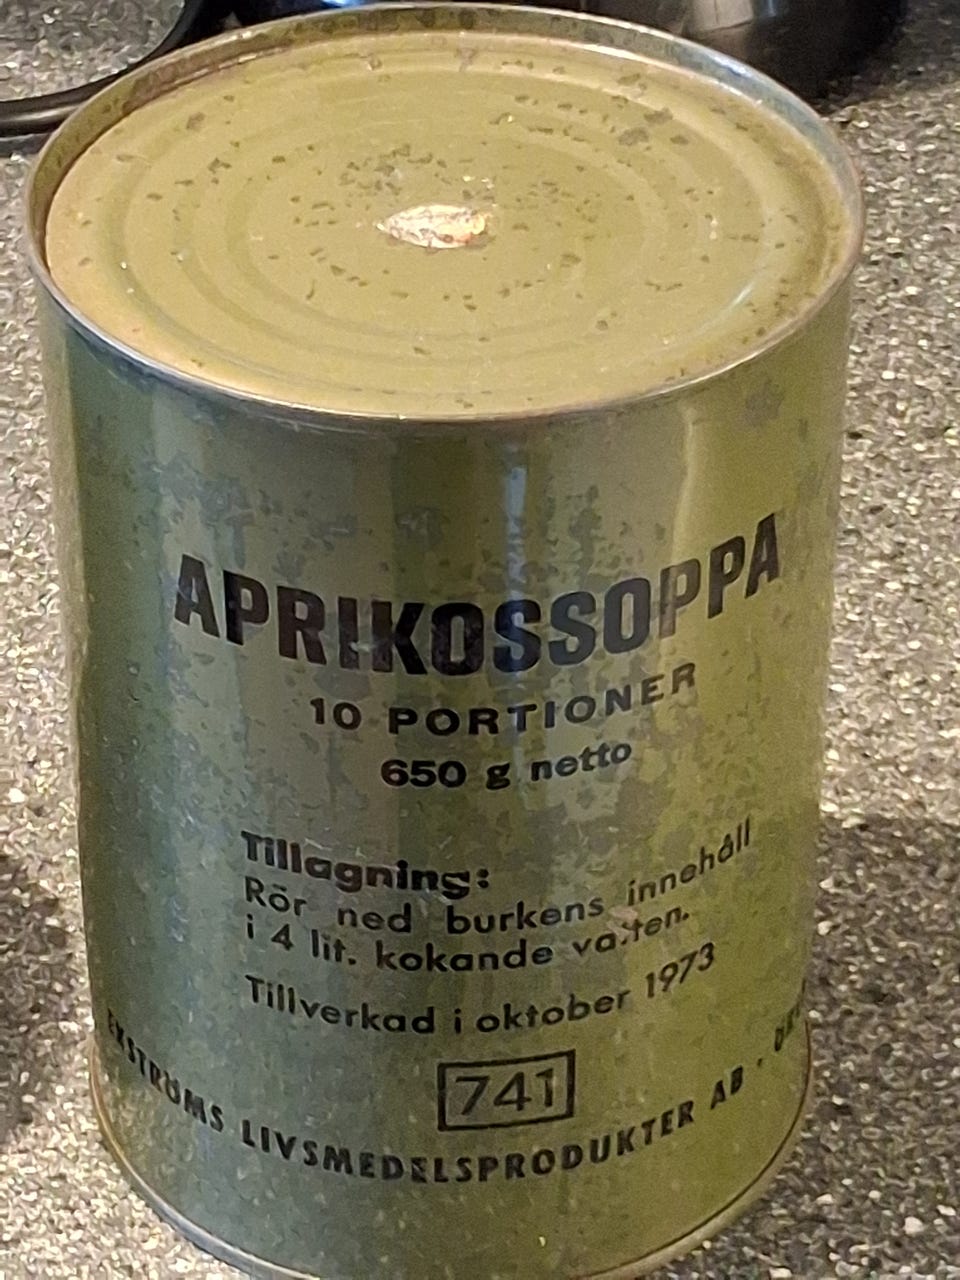 APRIKOSSOPPA
10 PORTIONER
650 g netto
Tillagning:
Rör ned burkens innehåll
i 4 lit. kokande vatten.
Tillverkad i oktober 1973
741
EKSTRÖMS LIVSMEDELSPRODUKTER AB ·